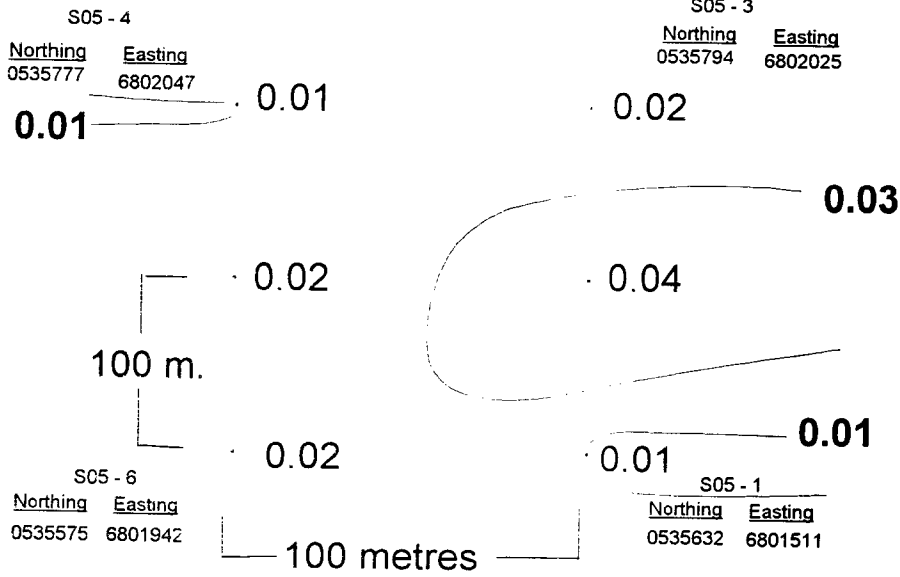 S05 - 4
Northing Easting
0535777 6802047
S05 - 3
Northing Easting
0535794 6802025
0.01
0.02
0.01
0.03
0.02
0.04
100 m.
0.02
0.01
0.01
S05 - 6
Northing Easting
0535575 6801942
S05 - 1
Northing Easting
0535632 6801511
100 metres